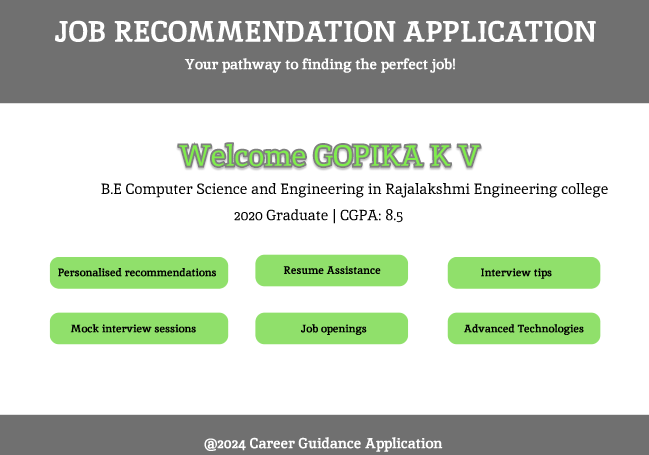 JOB RECOMMENDATION APPLICATION
Your pathway to finding the perfect job!
Welcome GOPIKA K V
B.E Computer Science and Engineering in Rajalakshmi Engineering college
2020 Graduate | CGPA: 8.5
Personalised recommendations
Resume Assistance
Interview tips
Mock interview sessions
Job openings
Advanced Technologies
@2024 Career Guidance Application